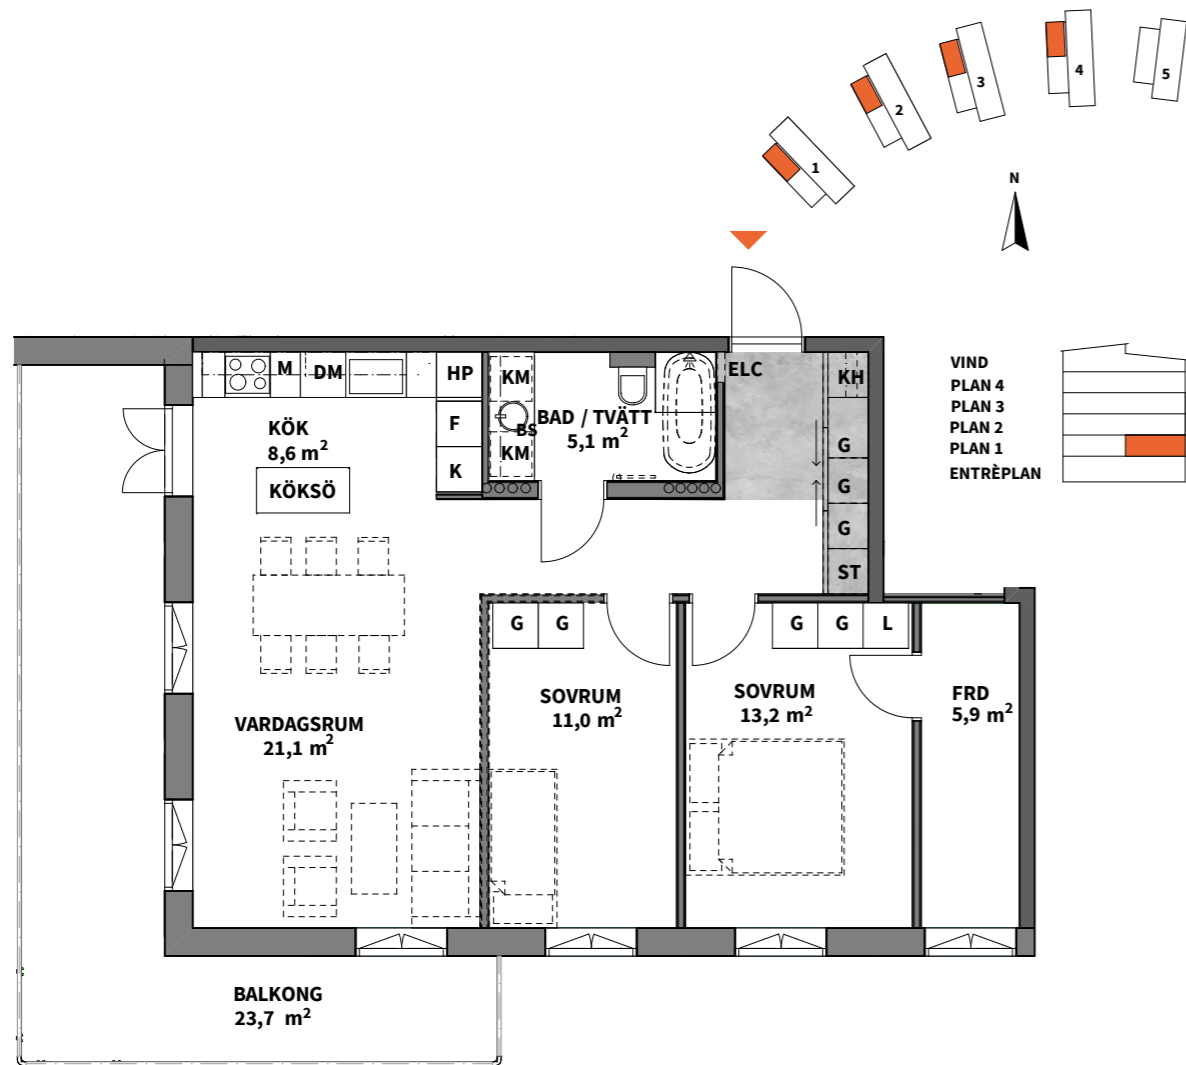 1
2
3
4
5
N
VIND
PLAN 4
PLAN 3
PLAN 2
PLAN 1
ENTRÈPLAN
M
DM
HP
F
K
KM
BS
KM
BAD / TVÄTT
5,1 m²
ELC
KH
G
G
G
ST
KÖK
8,6 m²
KÖKSÖ
G
G
G
G
L
VARDAGSRUM
21,1 m²
SOVRUM
11,0 m²
SOVRUM
13,2 m²
FRD
5,9 m²
BALKONG
23,7 m²